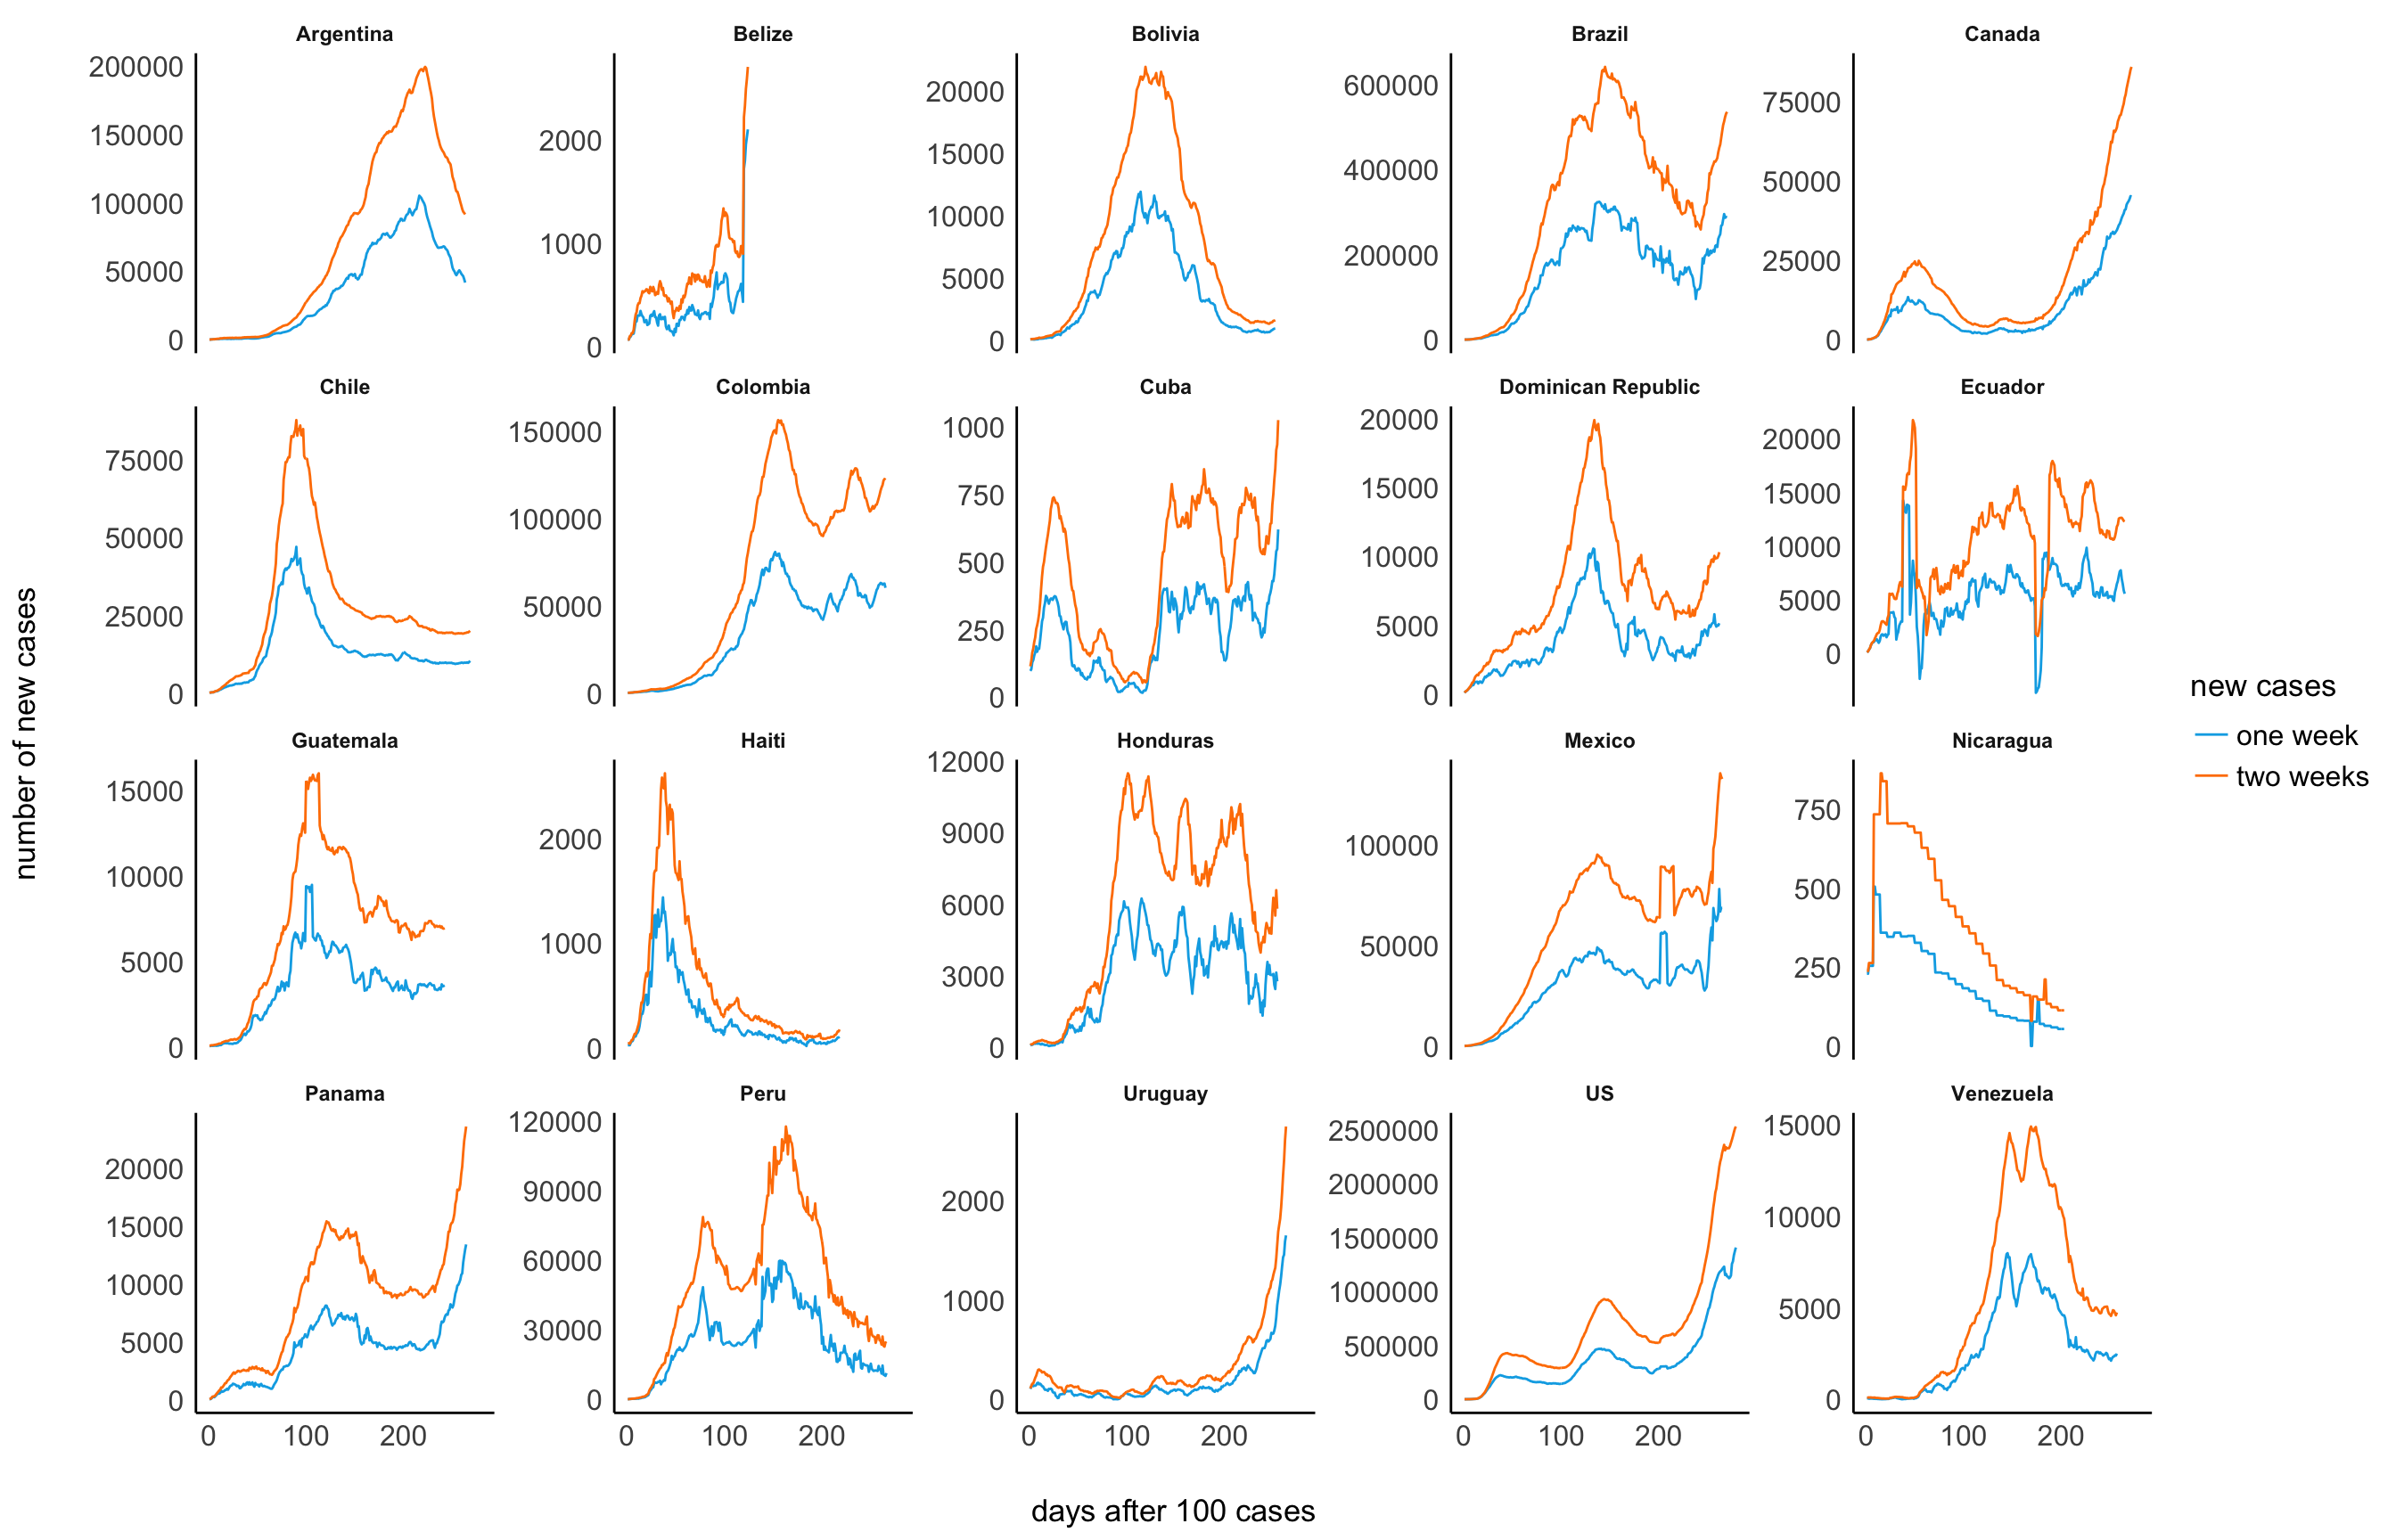 Argentina Belize Bolivia Brazil Canada
200000 150000 100000 50000 0
2000 1000 0
20000 15000 10000 5000 0
600000 400000 200000 0
75000 50000 25000 0
Chile Colombia Cuba Dominican Republic Ecuador
75000 50000 25000 0
150000 100000 50000 0
1000 750 500 250 0
20000 15000 10000 5000 0
20000 15000 10000 5000 0
number of new cases
Guatemala Haiti Honduras Mexico Nicaragua
15000 10000 5000 0
2000 1000 0
12000 9000 6000 3000 0
100000 50000 0
750 500 250 0
new cases
one week
two weeks
Panama Peru Uruguay US Venezuela
20000 15000 10000 5000 0
120000 90000 60000 30000 0
2000 1000 0
2500000 2000000 1500000 1000000 500000 0
15000 10000 5000 0
0 100 200 0 100 200 0 100 200 0 100 200 0 100 200
days after 100 cases